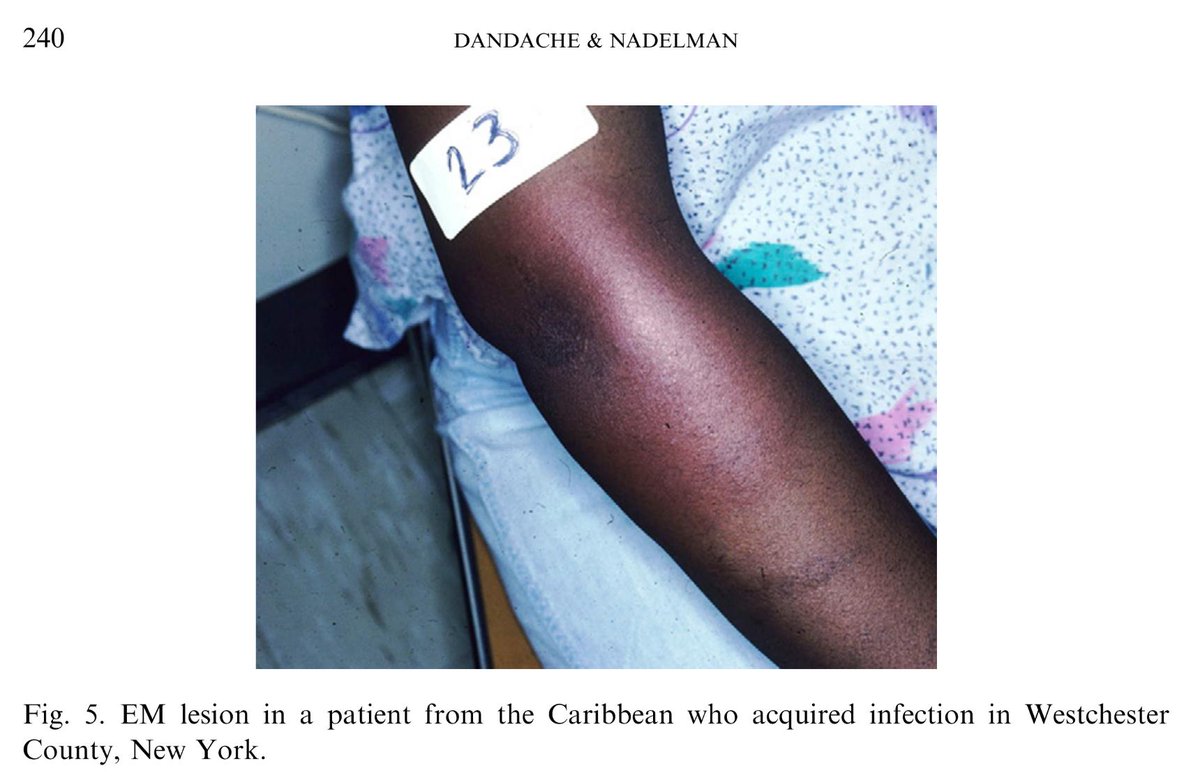 240
DANDACHE & NADELMAN
23
Fig. 5. EM lesion in a patient from the Caribbean who acquired infection in Westchester
County, New York.